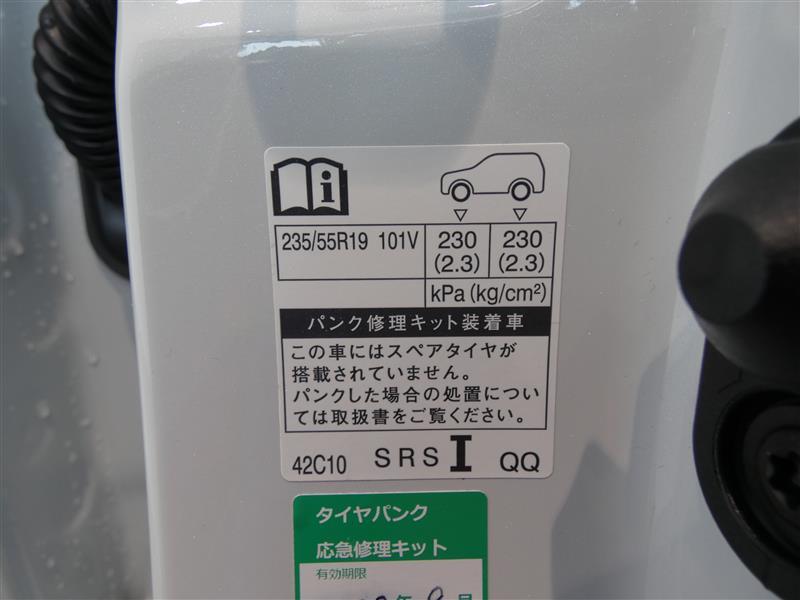 i
235/55R19 101V 230 230
(2.3) (2.3)
kPa(kg/cm²)
パンク修理キット装着車
この車にはスペアタイヤが
搭載されていません。
パンクした場合の処置につい
ては取扱書をご覧ください。
42C10 SRS I QQ
タイヤパンク
応急修理キット
有効期限
年 9 月